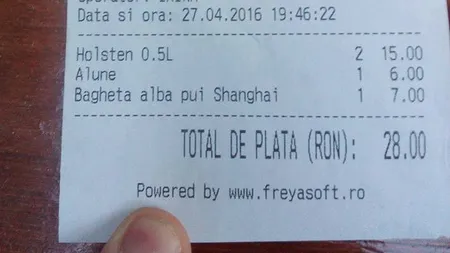 Data si ora: 27.04.2016 19:46:22
Holsten 0.5L 2 15.00
Alune 1 6.00
Bagheta alba pui Shanghai 1 7.00
TOTAL DE PLATA (RON): 28.00
Powered by www.freyasoft.ro